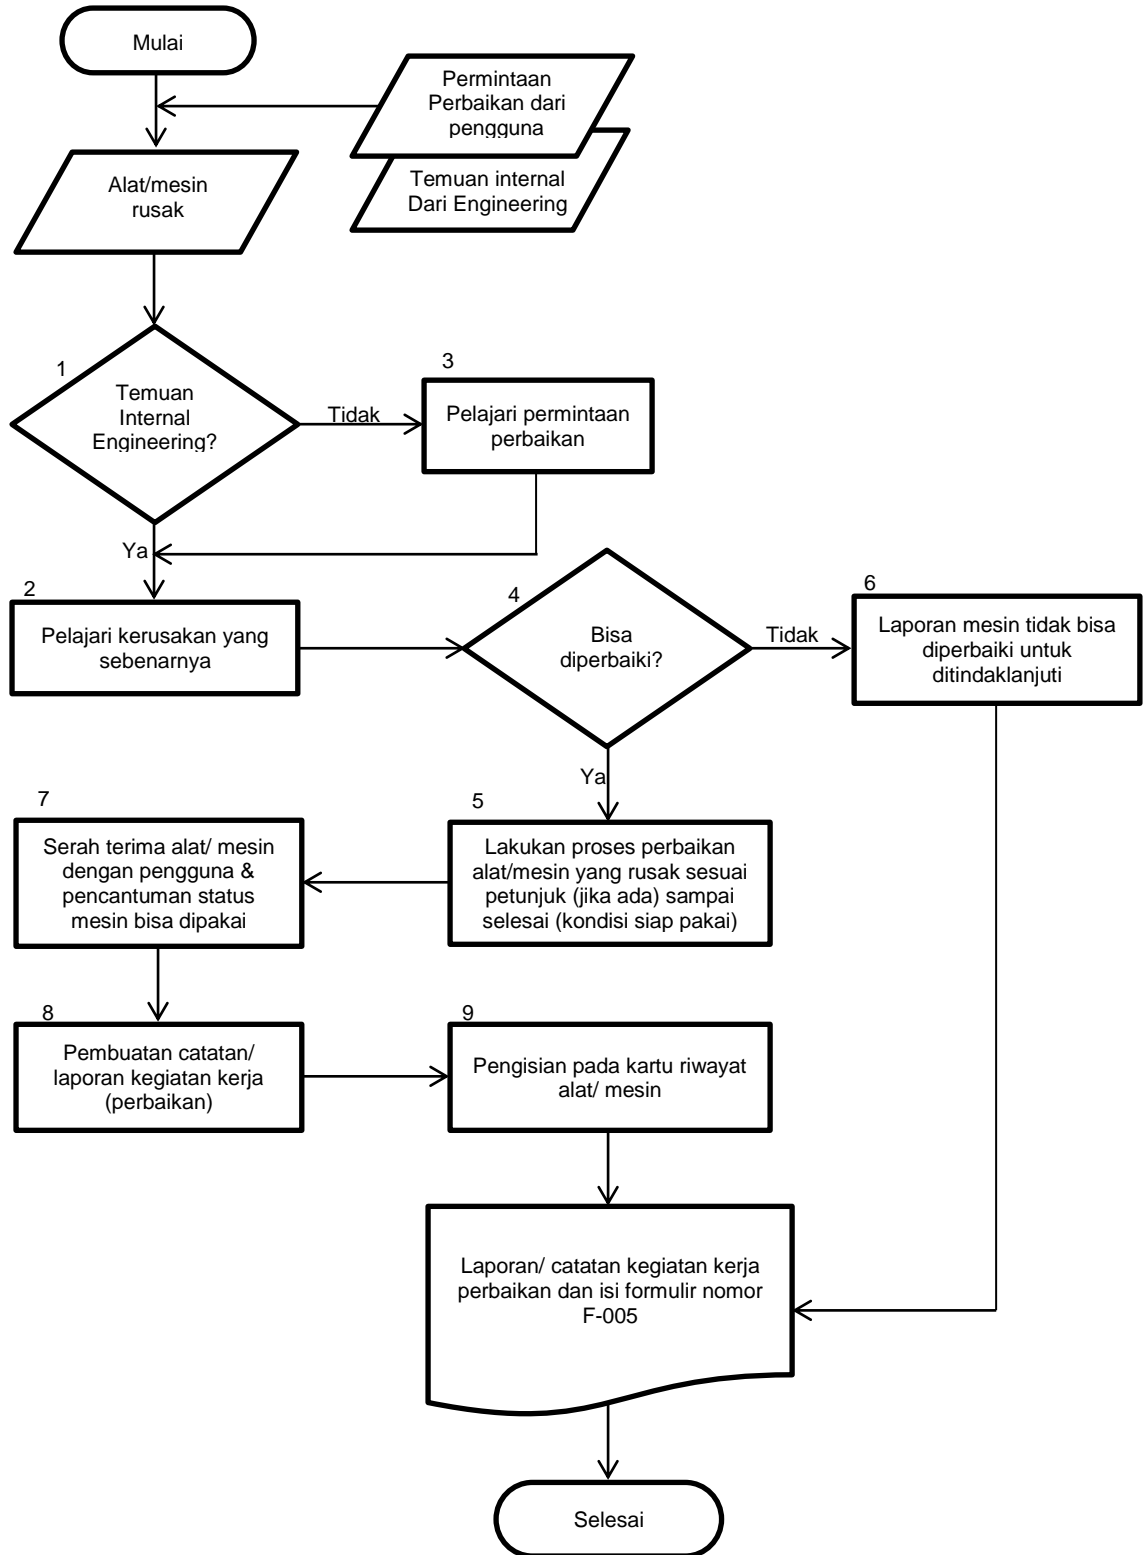 Mulai
Permintaan
Perbaikan dari
pengguna
Temuan internal
Dari Engineering
Alat/mesin
rusak
1
Temuan
Internal
Engineering?
Tidak
3
Pelajari permintaan
perbaikan
Ya
2
Pelajari kerusakan yang
sebenarnya
4
Bisa
diperbaiki?
Tidak
6
Laporan mesin tidak bisa
diperbaiki untuk
ditindaklanjuti
Ya
5
Lakukan proses perbaikan
alat/mesin yang rusak sesuai
petunjuk (jika ada) sampai
selesai (kondisi siap pakai)
7
Serah terima alat/ mesin
dengan pengguna &
pencantuman status
mesin bisa dipakai
8
Pembuatan catatan/
laporan kegiatan kerja
(perbaikan)
9
Pengisian pada kartu riwayat
alat/ mesin
Laporan/ catatan kegiatan kerja
perbaikan dan isi formulir nomor
F-005
Selesai